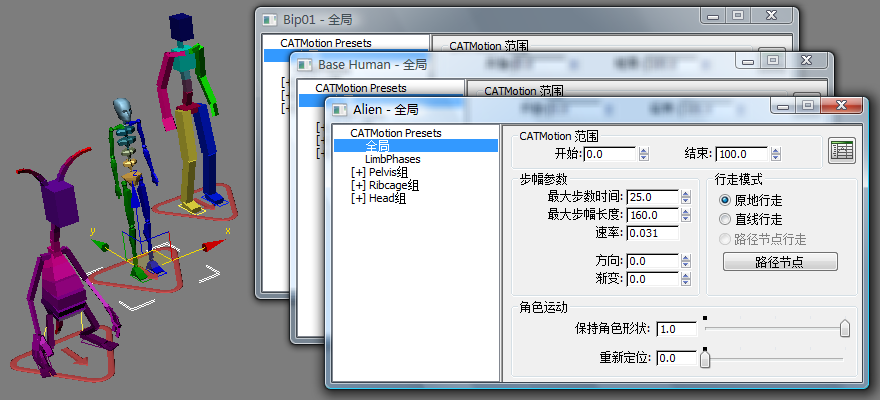 Bip01 - 全局
CATMotion Presets
CATMotion 范围
Base Human - 全局
CATMotion Presets
CATMotion 范围
Alien - 全局
CATMotion Presets
全局
LimbPhases
[+] Pelvis组
[+] Ribcage组
[+] Head组
CATMotion 范围
开始: 0.0 结束: 100.0
步幅参数
最大步数时间: 25.0
最大步幅长度: 160.0
速率: 0.031
方向: 0.0
渐变: 0.0
行走模式
原地行走
直线行走
路径节点行走
路径节点
角色运动
保持角色形状: 1.0
重新定位: 0.0
x
y